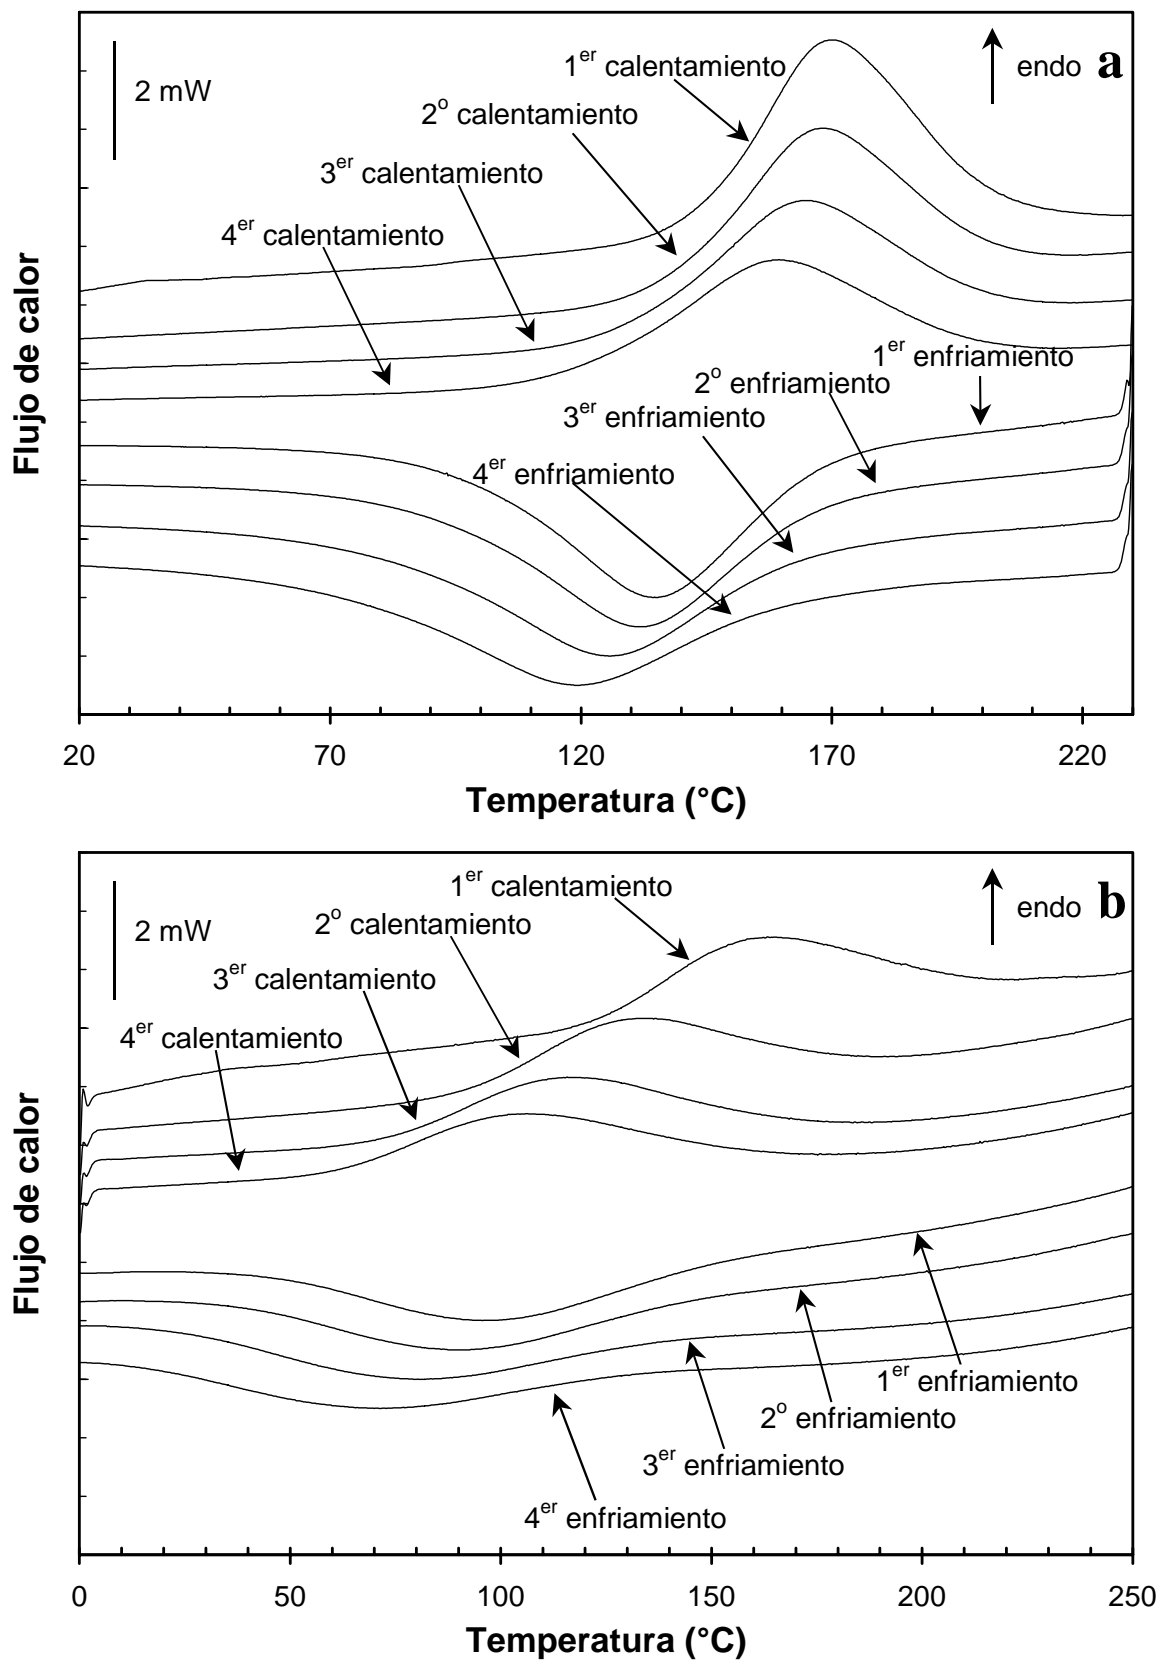 1er calentamiento
endo a
2 mW
2o calentamiento
3er calentamiento
4er calentamiento
Flujo de calor
1er enfriamiento
2o enfriamiento
3er enfriamiento
4er enfriamiento
20 70 120 170 220
Temperatura (°C)
1er calentamiento
endo b
2o calentamiento
2 mW
3er calentamiento
4er calentamiento
Flujo de calor
1er enfriamiento
2o enfriamiento
3er enfriamiento
4er enfriamiento
0 50 100 150 200 250
Temperatura (°C)